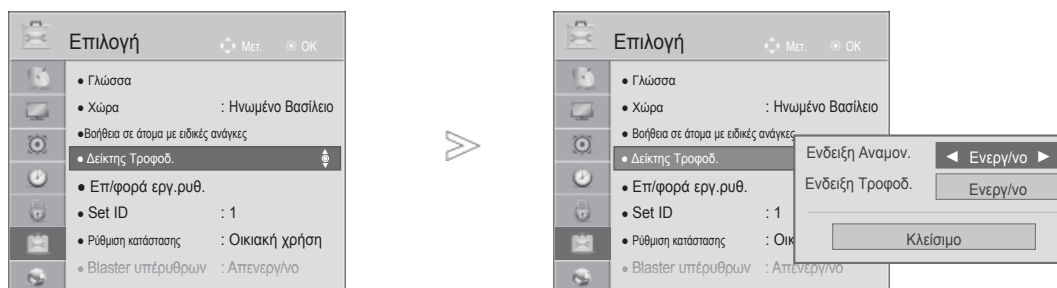 Επιλογή Μετ. OK
● Γλώσσα
● Χώρα : Ηνωμένο Βασίλειο
●Βοήθεια σε άτομα με ειδικές ανάγκες
● Δείκτης Τροφοδ.
● Επ/φορά εργ.ρυθ.
● Set ID : 1
● Ρύθμιση κατάστασης : Οικιακή χρήση
● Blaster υπέρυθρων : Απενεργ/νο
Επιλογή Μετ. OK
● Γλώσσα
● Χώρα : Ηνωμένο Βασίλειο
● Βοήθεια σε άτομα με ειδικές ανάγκες
● Δείκτης Τροφοδ.
● Επ/φορά εργ.ρυθ.
● Set ID : 1
● Ρύθμιση κατάστασης : Οικ
● Blaster υπέρυθρων : Απενεργ/νο
Ενδειξη Αναμον. ◄ Ενεργ/νο ►
Ενδειξη Τροφοδ. Ενεργ/νο
Κλείσιμο